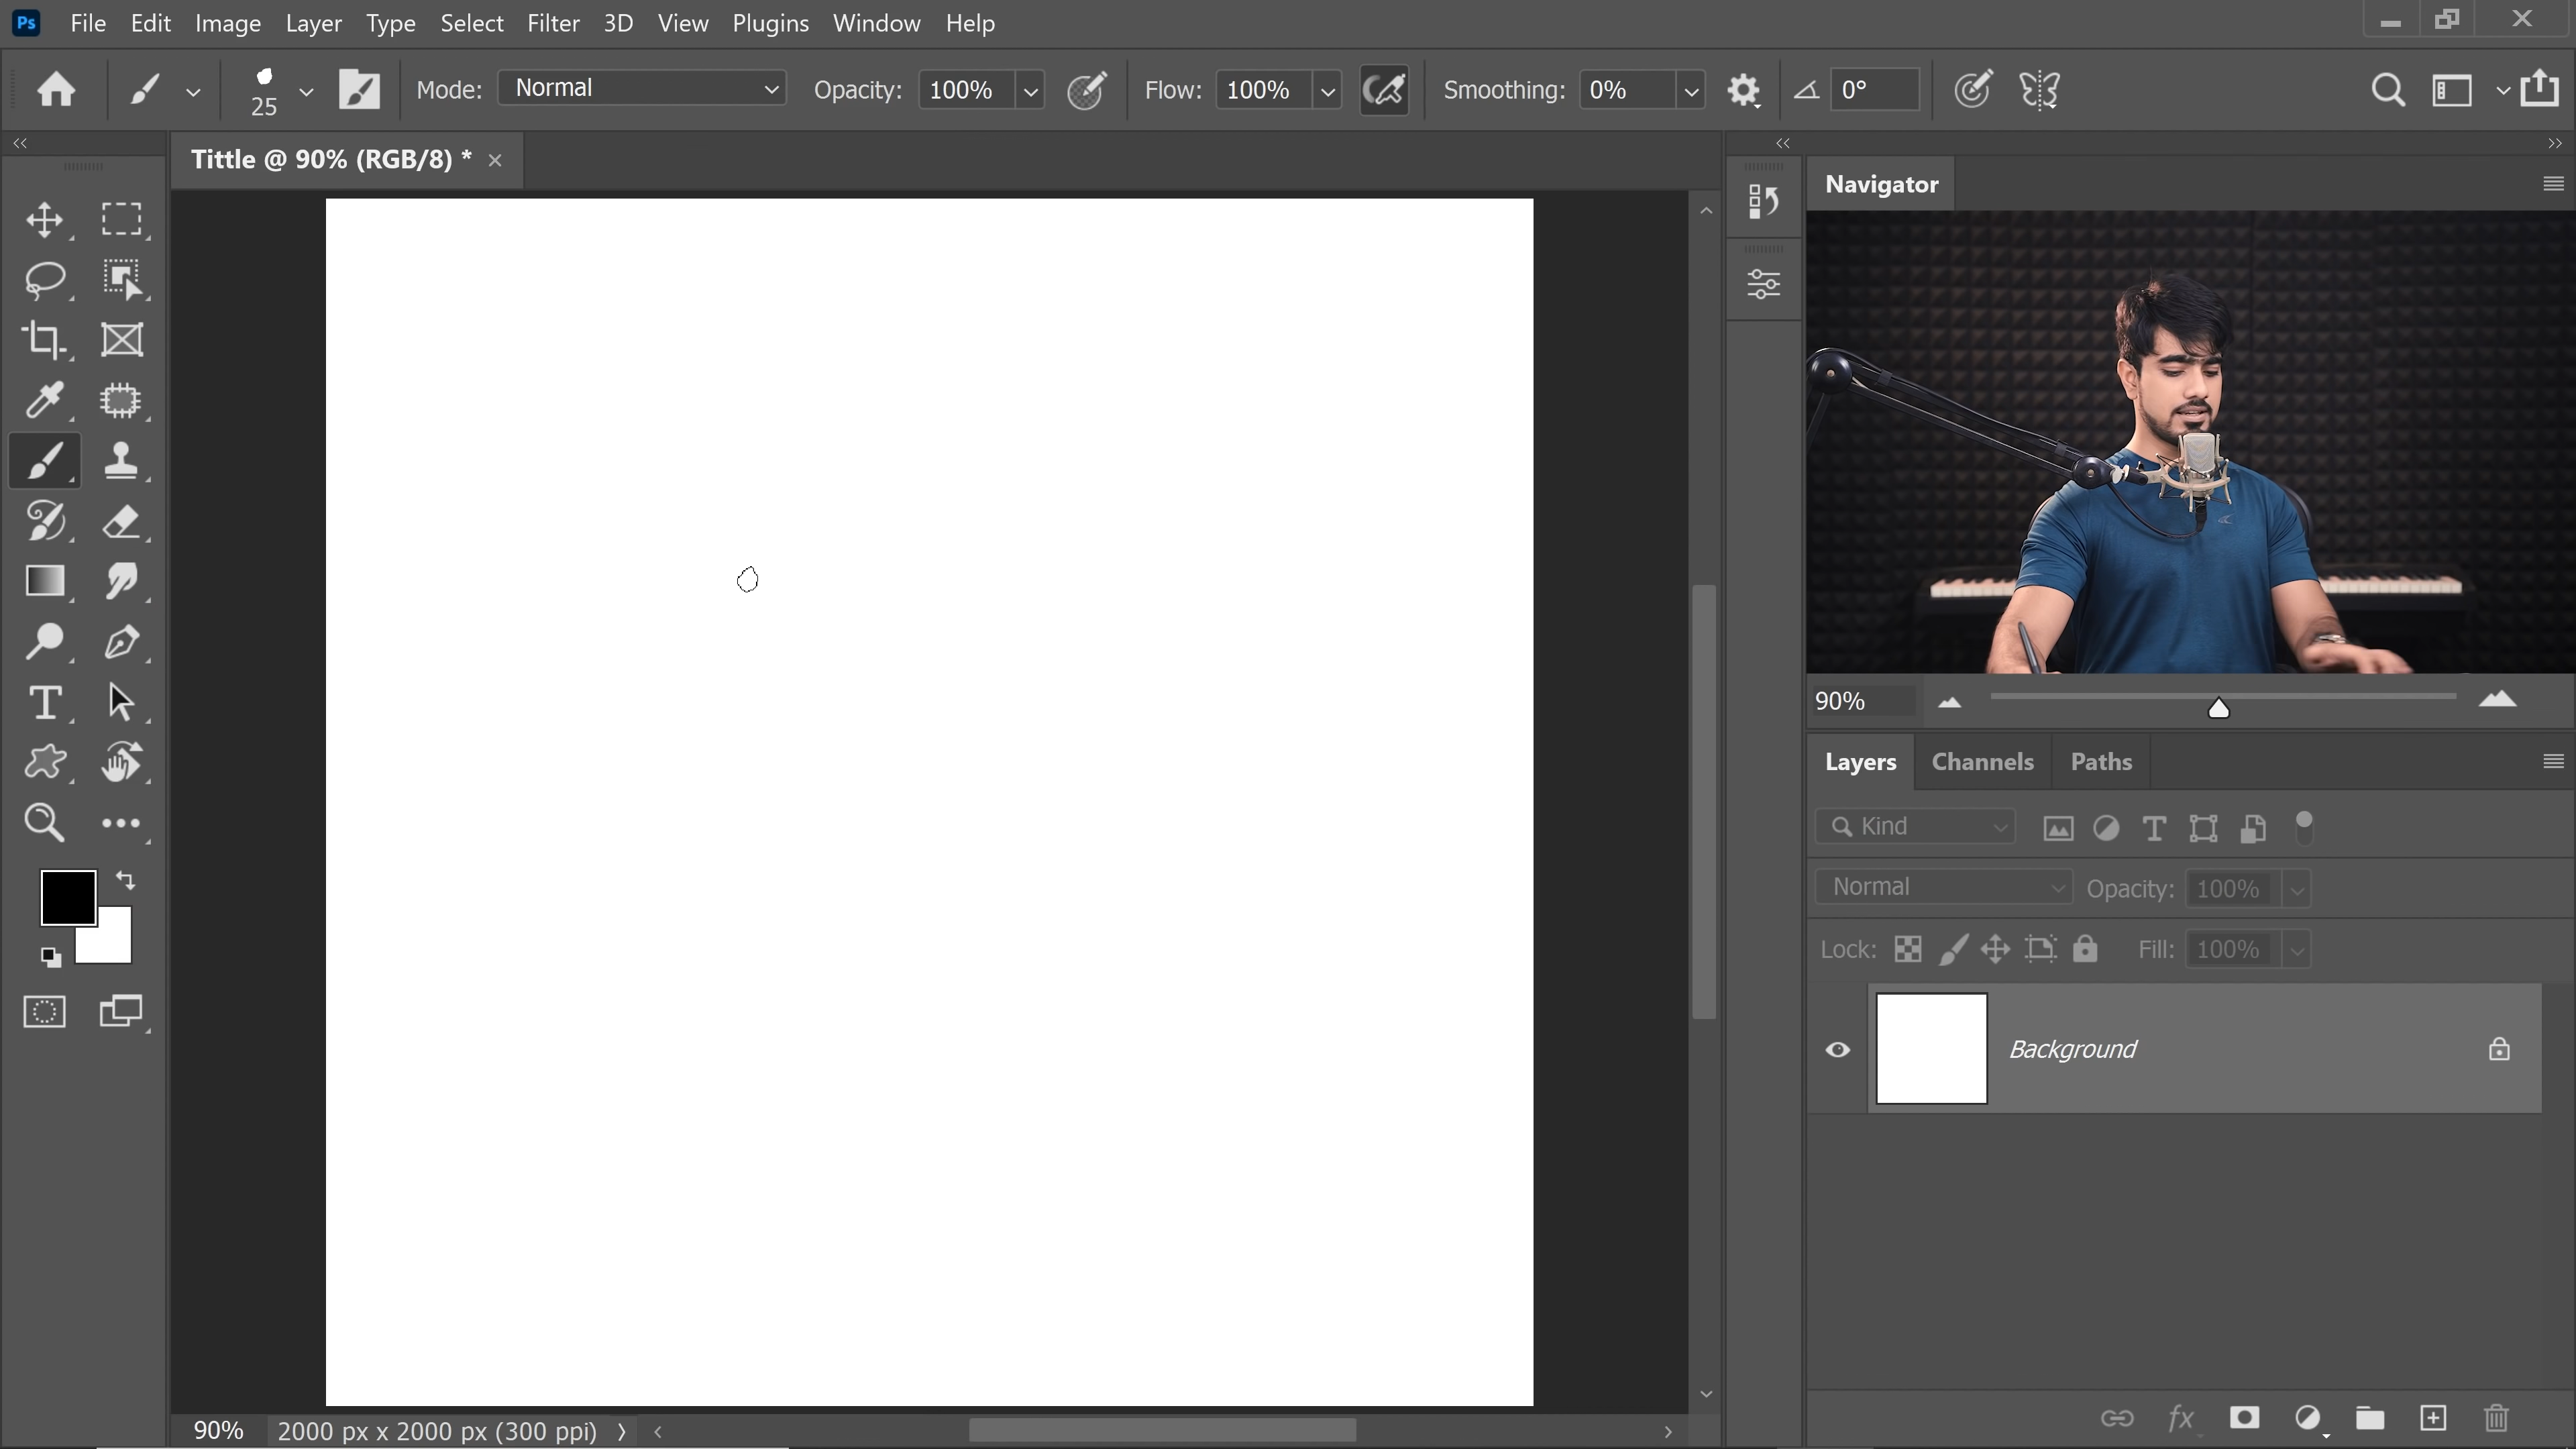 Ps File Edit Image Layer Type Select Filter 3D View Plugins Window Help
25 Mode: Normal Opacity: 100% Flow: 100% Smoothing: 0% 0°
Tittle @ 90% (RGB/8) *
Navigator
90%
Layers Channels Paths
Kind
Normal Opacity: 100%
Lock: Fill: 100%
Background
fx
90% 2000 px x 2000 px (300 ppi)